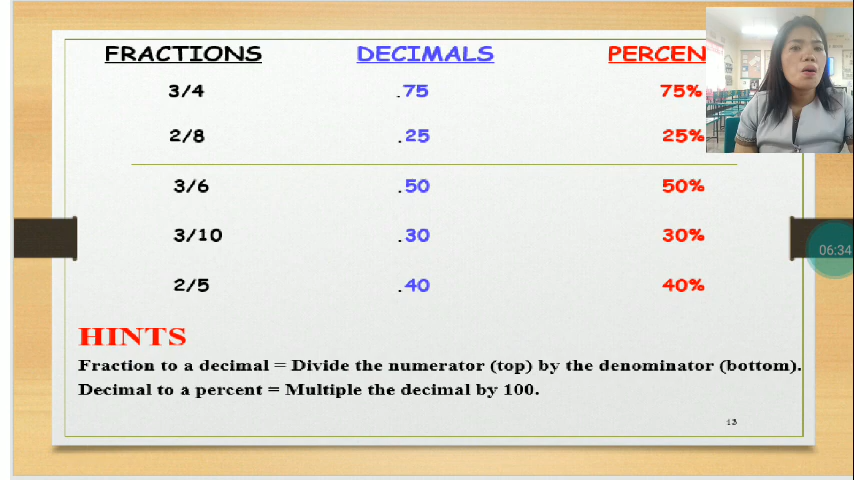 FRACTIONS DECIMALS PERCEN
3/4 .75 75%
2/8 .25 25%
3/6 .50 50%
3/10 .30 30%
2/5 .40 40%
06:34
HINTS
Fraction to a decimal = Divide the numerator (top) by the denominator (bottom).
Decimal to a percent = Multiple the decimal by 100.
13